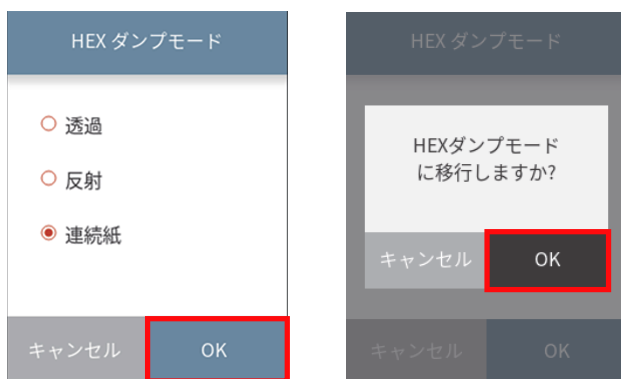 HEX ダンプモード
透過
反射
連続紙
キャンセル
OK
HEX ダンプモード
HEXダンプモード
に移行しますか?
キャンセル
OK
キャンセル
OK